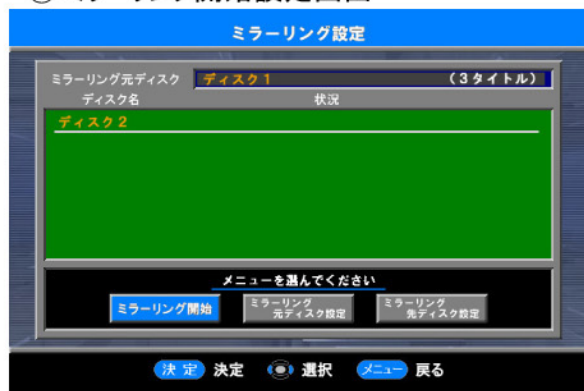 ミラーリング設定
ミラーリング元ディスク ディスク1 (3タイトル)
ディスク名 状況
ディスク2
メニューを選んでください
ミラーリング開始
ミラーリング
元ディスク設定
ミラーリング
先ディスク設定
決定 決定 選択 メニュー 戻る